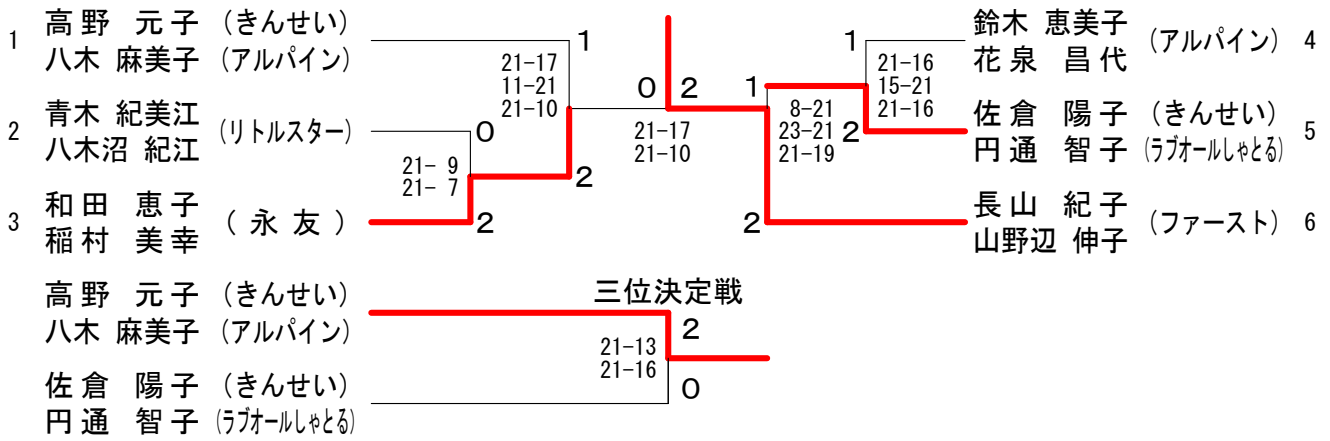 1 高野 元子 (きんせい)
八木 麻美子 (アルパイン)
2 青木 紀美江 (リトルスター)
八木沼 紀江
3 和田 恵子 (永友)
稲村 美幸
1
21-17
11-21
21-10
0
21- 9
21- 7
2
2
0 2
21-17
21-10
1
8-21
23-21
21-19
2
1
21-16
15-21
21-16
2
鈴木 恵美子 (アルパイン) 4
花泉 昌代
佐倉 陽子 (きんせい) 5
円通 智子 (ラブオールしゃとる)
長山 紀子 (ファースト) 6
山野辺 伸子
三位決定戦
高野 元子 (きんせい)
八木 麻美子 (アルパイン)
2
21-13
21-16
0
佐倉 陽子 (きんせい)
円通 智子 (ラブオールしゃとる)